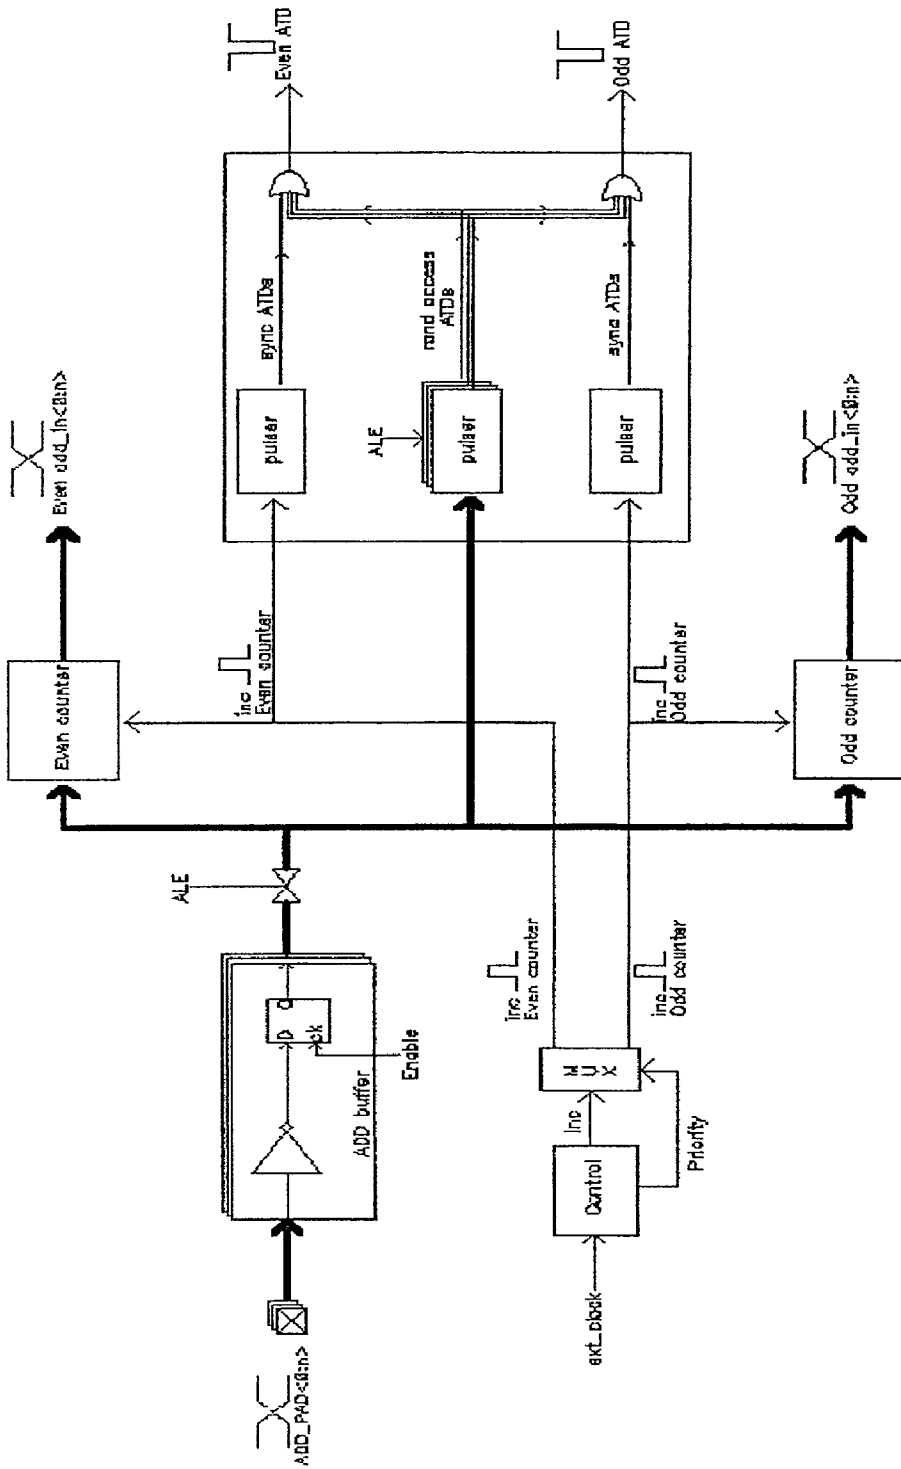 ADD_PAD<0:n>
ADD buffer
D
Q
ck
Enable
ALE
Even counter
Even add_in<0:n>
inc
Even counter
pulser
sync ATDs
Even ATD
ALE
pulser
rand access
ATDs
pulser
sync ATDs
Odd ATD
inc
Odd counter
Odd counter
Odd add_in<0:n>
ext_clock
Control
Inc
Priority
MUX
inc
Even counter
inc
Odd counter